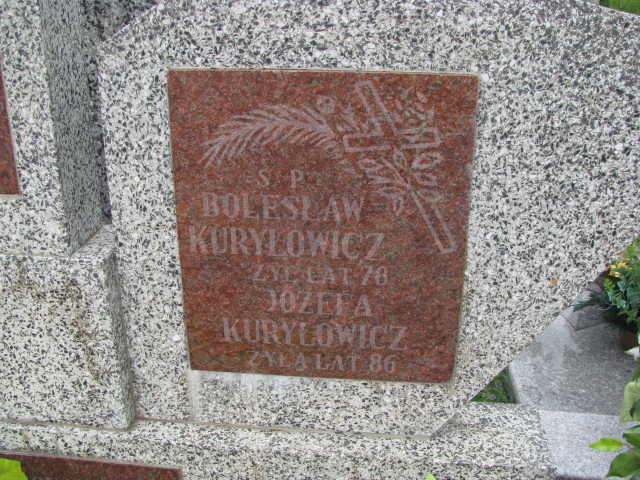 S. P.
BOLESŁAW
KURYŁOWICZ
ŻYŁ LAT 78
JÓZEFA
KURYŁOWICZ
ŻYŁA LAT 86